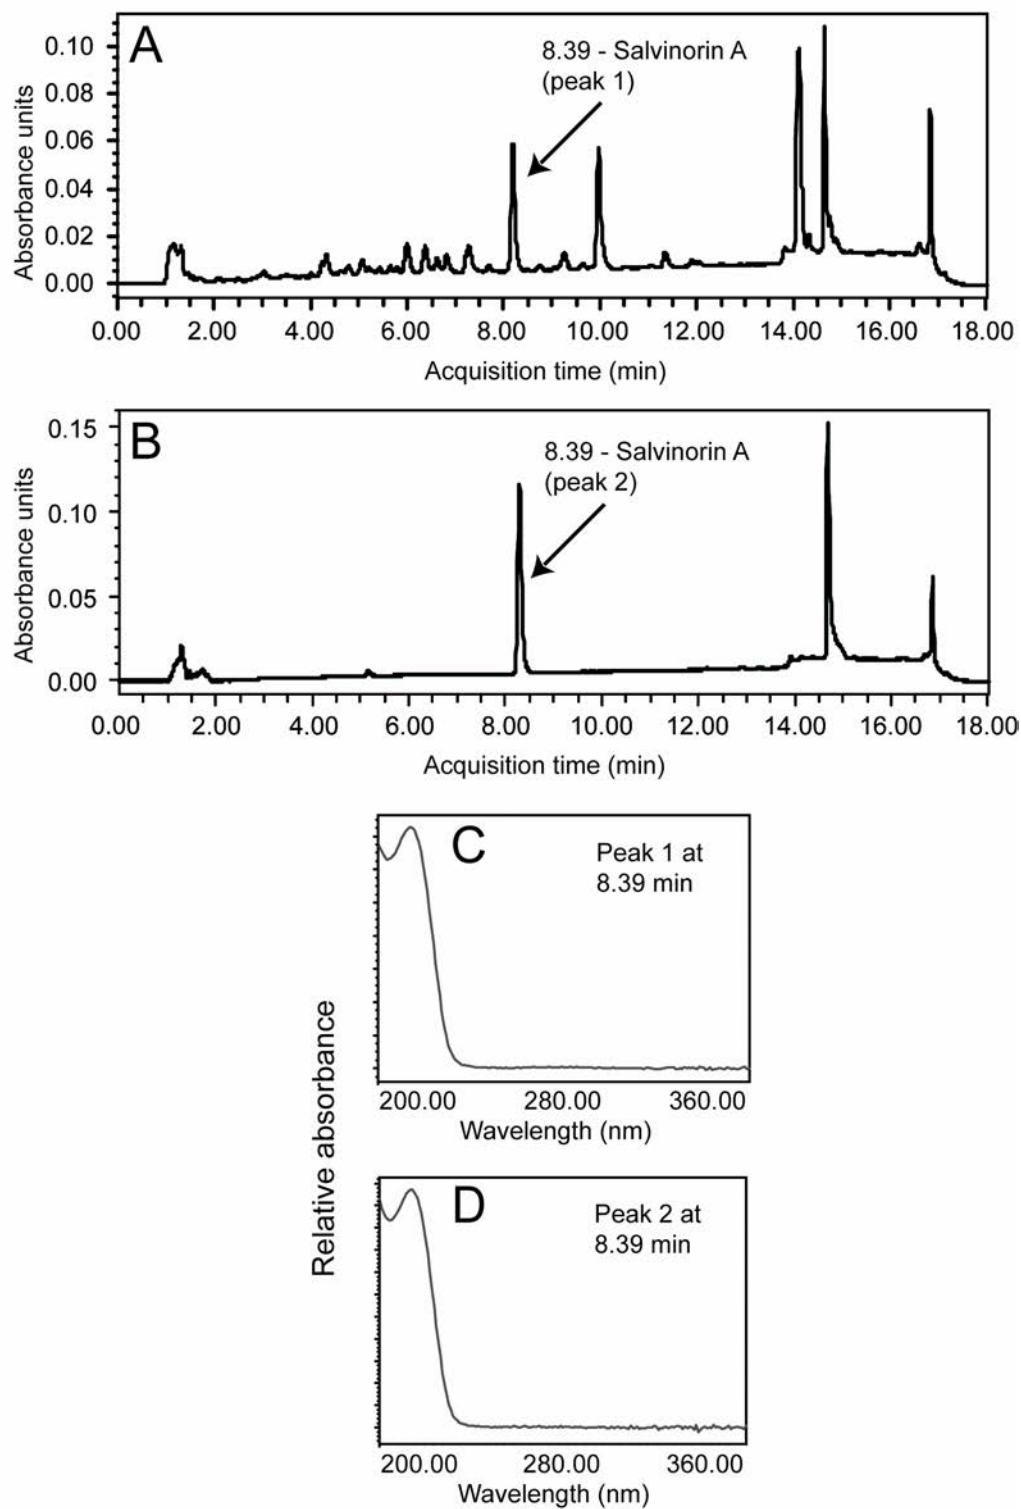 A
8.39 - Salvinorin A
(peak 1)
Absorbance units
0.10
0.08
0.06
0.04
0.02
0.00
0.00 2.00 4.00 6.00 8.00 10.00 12.00 14.00 16.00 18.00
Acquisition time (min)
B
8.39 - Salvinorin A
(peak 2)
Absorbance units
0.15
0.10
0.05
0.00
0.00 2.00 4.00 6.00 8.00 10.00 12.00 14.00 16.00 18.00
Acquisition time (min)
Relative absorbance
C
Peak 1 at
8.39 min
200.00 280.00 360.00
Wavelength (nm)
D
Peak 2 at
8.39 min
200.00 280.00 360.00
Wavelength (nm)